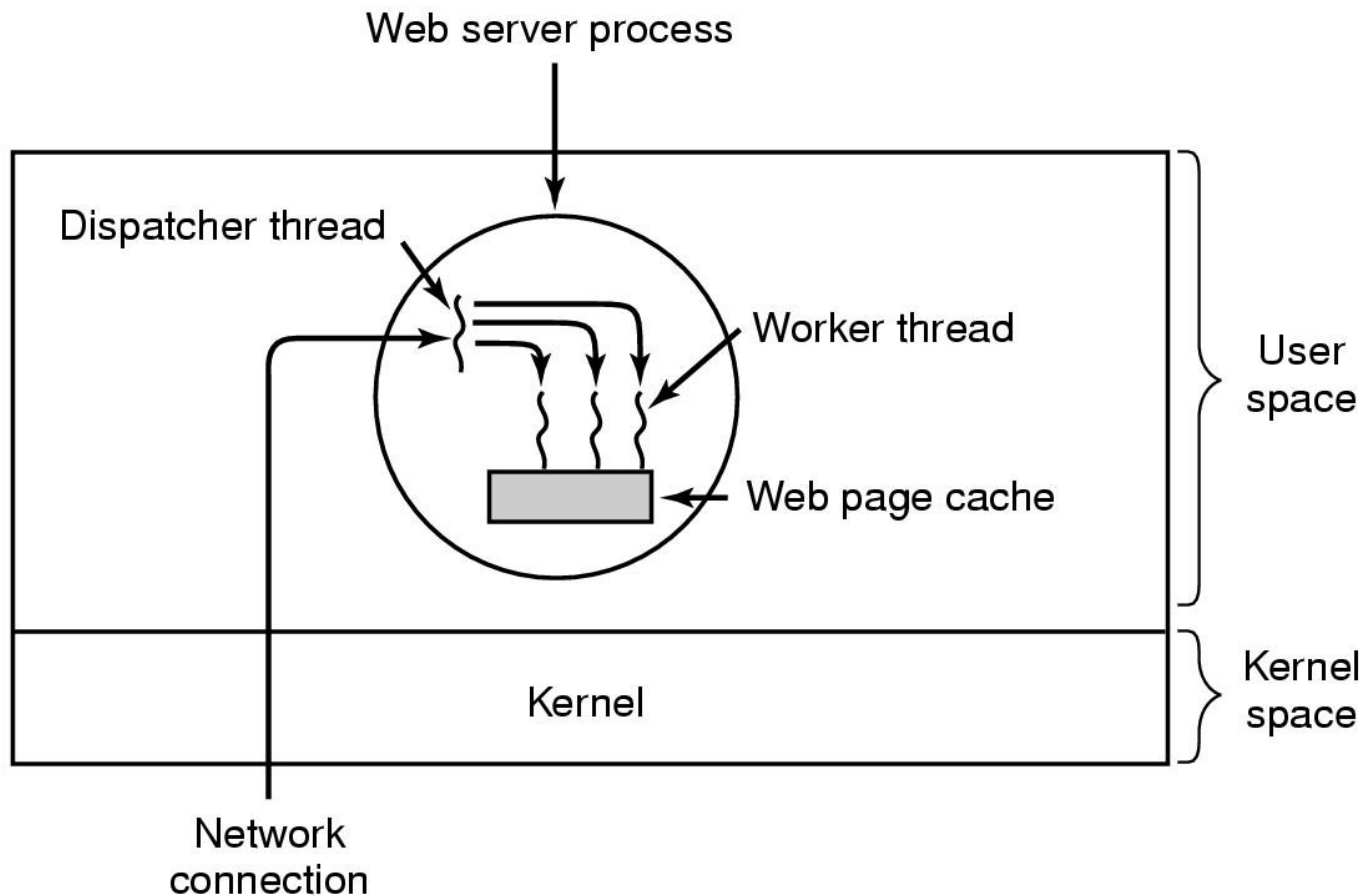 Web server process
Dispatcher thread
Worker thread
User
space
Web page cache
Kernel
Kernel
space
Network
connection